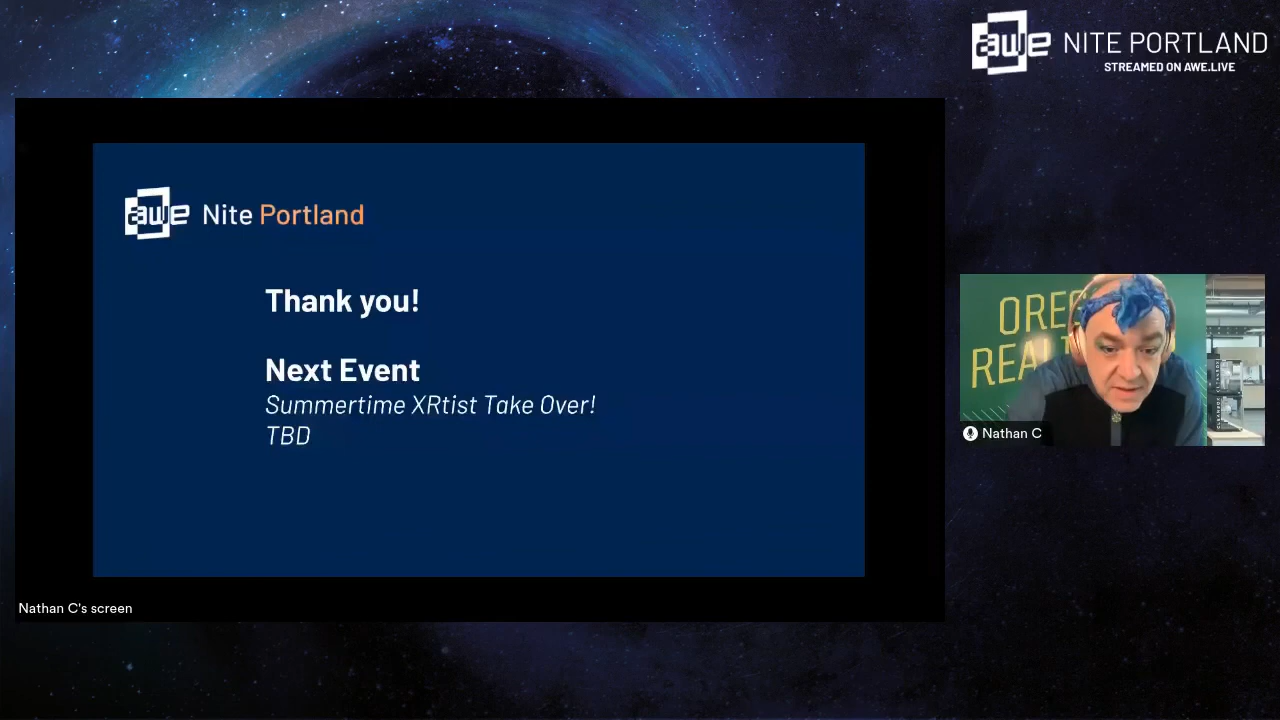 awe NITE PORTLAND
STREAMED ON AWE.LIVE
awe Nite Portland
Thank you!
Next Event
Summertime XRtist Take Over!
TBD
Nathan C
Nathan C's screen